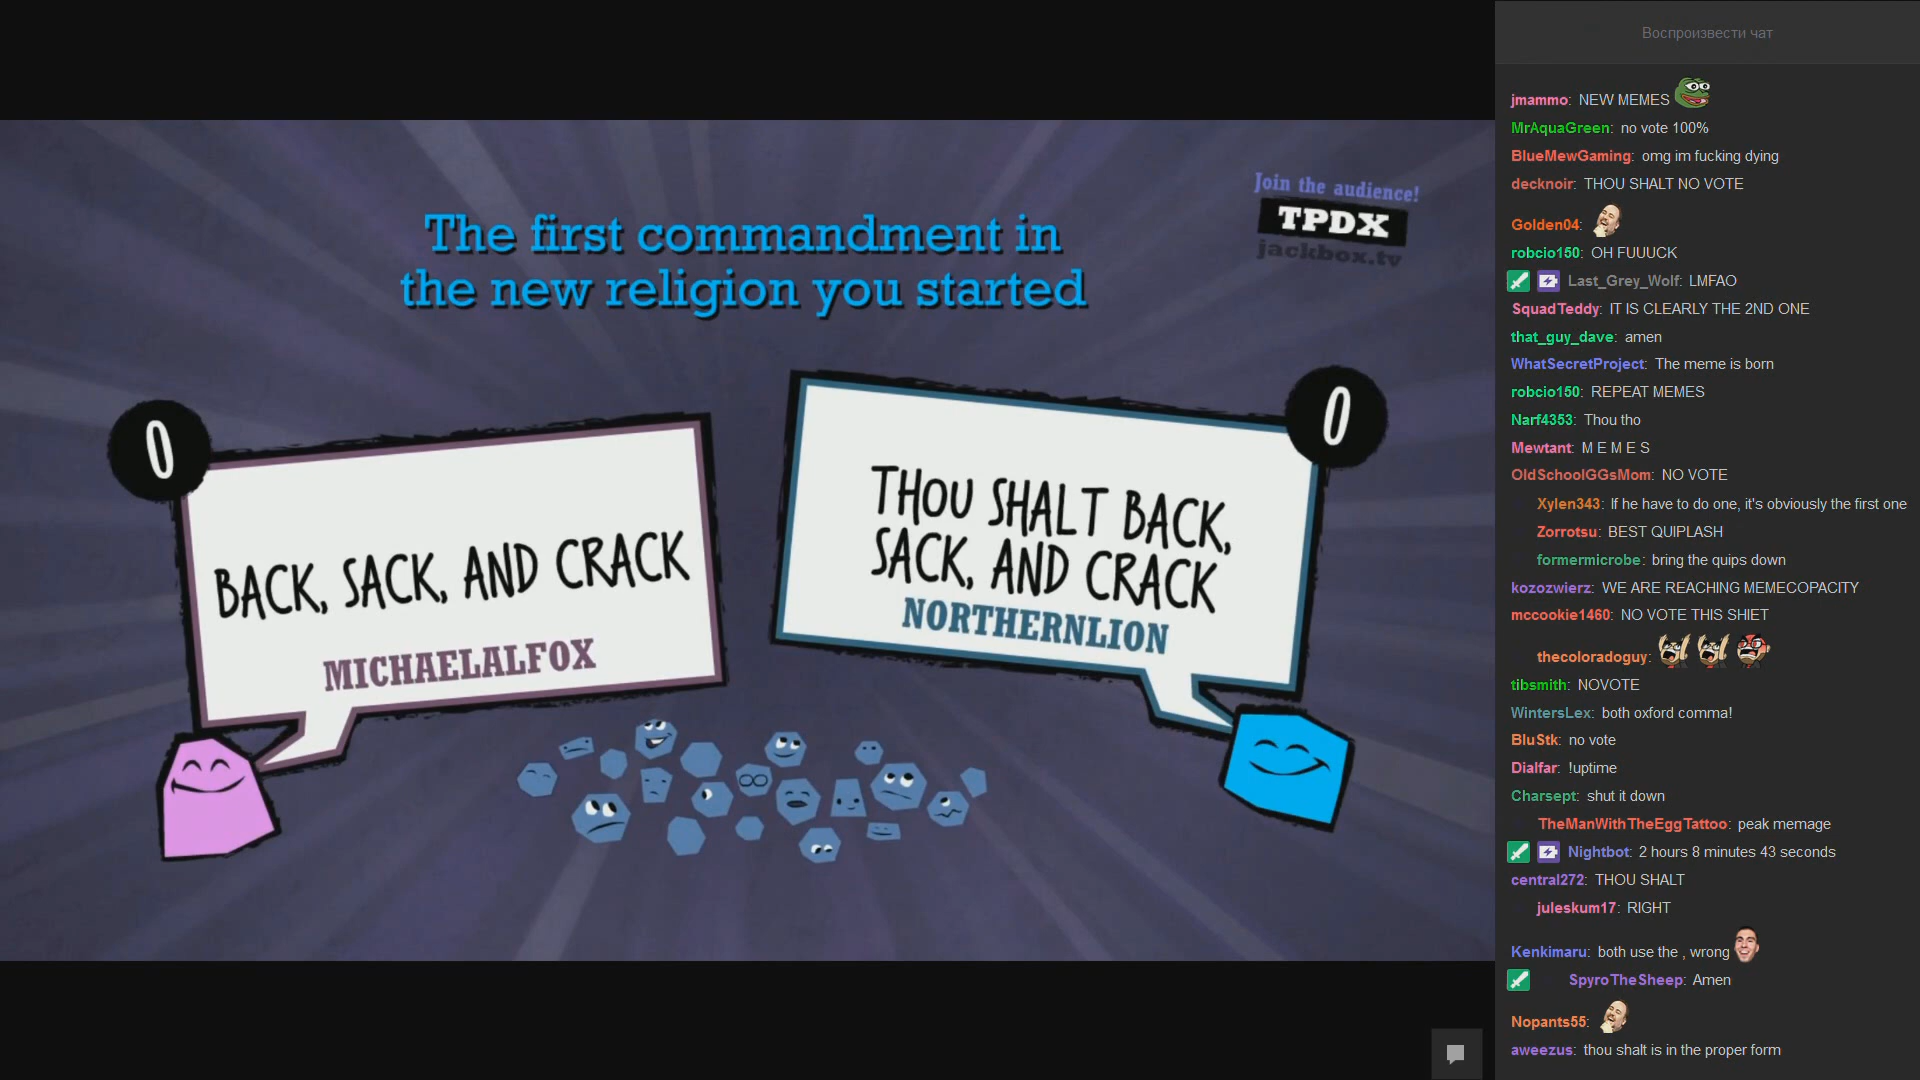 The first commandment in
the new religion you started
Join the audience!
TPDX
jackbox.tv
0
BACK, SACK, AND CRACK
MICHAELALFOX
0
THOU SHALT BACK,
SACK, AND CRACK
NORTHERNLION
Воспроизвести чат
jmammo: NEW MEMES
MrAquaGreen: no vote 100%
BlueMewGaming: omg im fucking dying
decknoir: THOU SHALT NO VOTE
Golden04:
robcio150: OH FUUUCK
Last_Grey_Wolf: LMFAO
SquadTeddy: IT IS CLEARLY THE 2ND ONE
that_guy_dave: amen
WhatSecretProject: The meme is born
robcio150: REPEAT MEMES
Narf4353: Thou tho
Mewtant: M E M E S
OldSchoolGGsMom: NO VOTE
Xylen343: If he have to do one, it's obviously the first one
Zorrotsu: BEST QUIPLASH
formermicrobe: bring the quips down
kozozwierz: WE ARE REACHING MEMECOPACITY
mccookie1460: NO VOTE THIS SHIET
thecoloradoguy:
tibsmith: NOVOTE
WintersLex: both oxford comma!
BluStk: no vote
Dialfar: !uptime
Charsept: shut it down
TheManWithTheEggTattoo: peak memage
Nightbot: 2 hours 8 minutes 43 seconds
central272: THOU SHALT
juleskum17: RIGHT
Kenkimaru: both use the , wrong
SpyroTheSheep: Amen
Nopants55:
aweezus: thou shalt is in the proper form